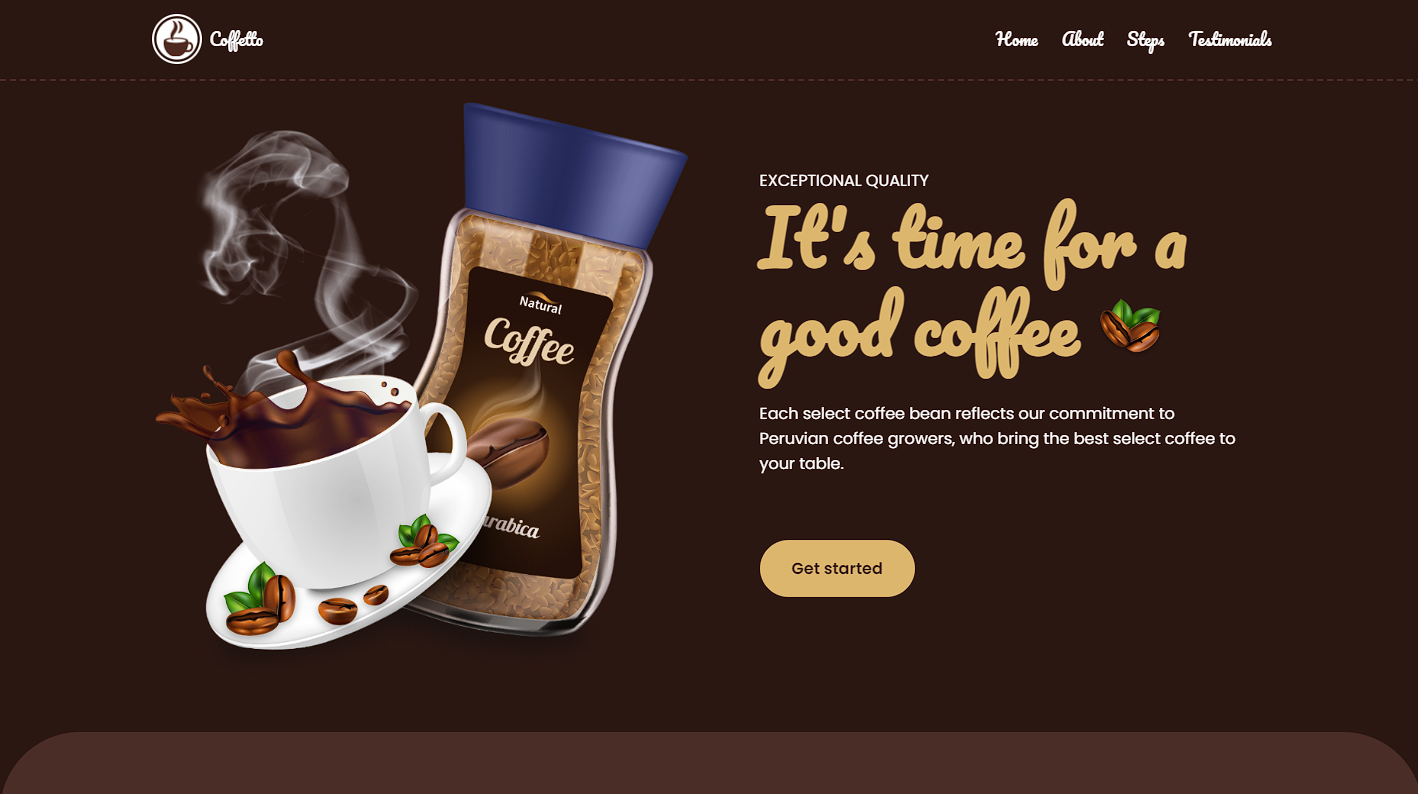 Coffetto
Home About Steps Testimonials
EXCEPTIONAL QUALITY
It's time for a
good coffee
Each select coffee bean reflects our commitment to
Peruvian coffee growers, who bring the best select coffee to
your table.
Get started
Natural
Coffee
arabica